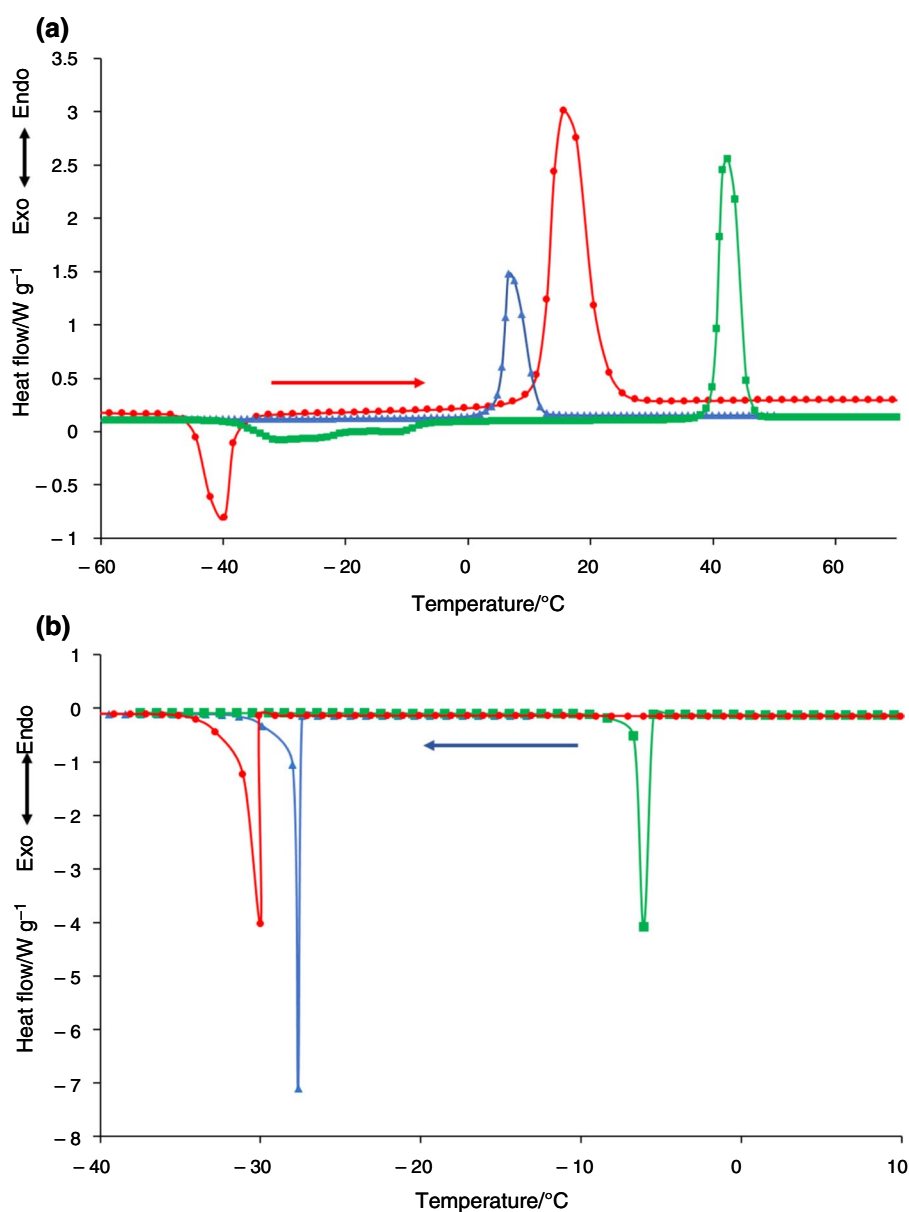 (a)
Heat flow/W g⁻¹ Exo Endo
3.5
3
2.5
2
1.5
1
0.5
0
– 0.5
– 1
– 60 – 40 – 20 0 20 40 60
Temperature/°C
(b)
Heat flow/W g⁻¹ Exo Endo
1
0
– 1
– 2
– 3
– 4
– 5
– 6
– 7
– 8
– 40 – 30 – 20 – 10 0 10
Temperature/°C